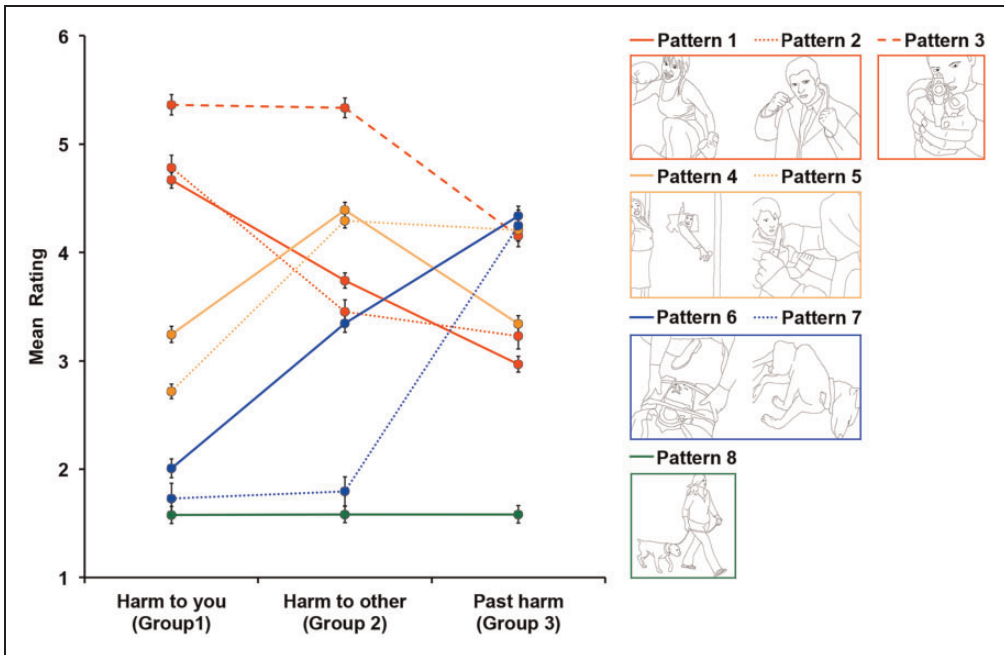 6
5
4
3
2
1
Mean Rating
Harm to you
(Group1)
Harm to other
(Group 2)
Past harm
(Group 3)
Pattern 1 Pattern 2 Pattern 3
Pattern 4 Pattern 5
Pattern 6 Pattern 7
Pattern 8